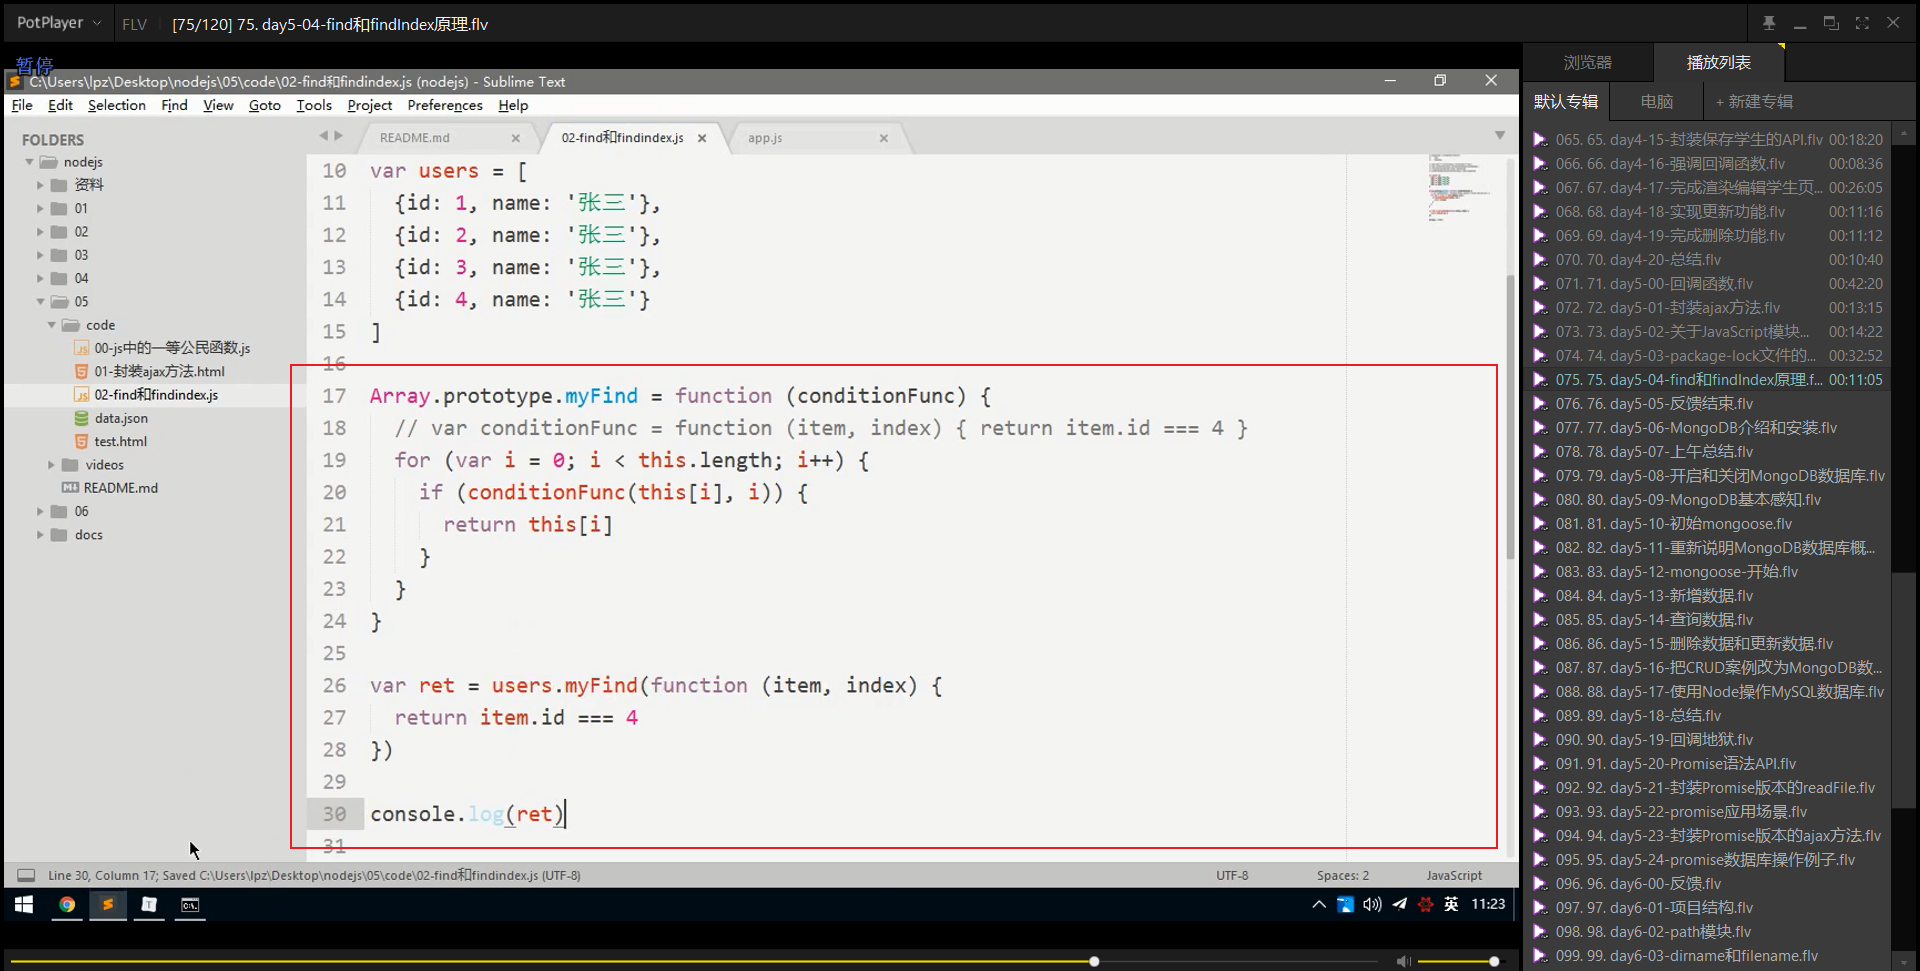 PotPlayer
FLV
[75/120] 75. day5-04-find和findIndex原理.flv
暂停
C:\Users\lpz\Desktop\nodejs\05\code\02-find和findindex.js (nodejs) - Sublime Text
File Edit Selection Find View Goto Tools Project Preferences Help
FOLDERS
nodejs
资料
01
02
03
04
05
code
00-js中的一等公民函数.js
01-封装ajax方法.html
02-find和findindex.js
data.json
test.html
videos
README.md
06
docs
README.md
02-find和findindex.js
app.js
10 var users = [
11 {id: 1, name: '张三'},
12 {id: 2, name: '张三'},
13 {id: 3, name: '张三'},
14 {id: 4, name: '张三'}
15 ]
16
17 Array.prototype.myFind = function (conditionFunc) {
18 // var conditionFunc = function (item, index) { return item.id === 4 }
19 for (var i = 0; i < this.length; i++) {
20 if (conditionFunc(this[i], i)) {
21 return this[i]
22 }
23 }
24 }
25
26 var ret = users.myFind(function (item, index) {
27 return item.id === 4
28 })
29
30 console.log(ret)
31
Line 30, Column 17; Saved C:\Users\lpz\Desktop\nodejs\05\code\02-find和findindex.js (UTF-8)
UTF-8
Spaces: 2
JavaScript
英
11:23
浏览器
播放列表
默认专辑
电脑
+ 新建专辑
065. 65. day4-15-封装保存学生的API.flv 00:18:20
066. 66. day4-16-强调回调函数.flv 00:08:36
067. 67. day4-17-完成渲染编辑学生页... 00:26:05
068. 68. day4-18-实现更新功能.flv 00:11:16
069. 69. day4-19-完成删除功能.flv 00:11:12
070. 70. day4-20-总结.flv 00:10:40
071. 71. day5-00-回调函数.flv 00:42:20
072. 72. day5-01-封装ajax方法.flv 00:13:15
073. 73. day5-02-关于JavaScript模块... 00:14:22
074. 74. day5-03-package-lock文件的... 00:32:52
075. 75. day5-04-find和findIndex原理.f... 00:11:05
076. 76. day5-05-反馈结束.flv
077. 77. day5-06-MongoDB介绍和安装.flv
078. 78. day5-07-上午总结.flv
079. 79. day5-08-开启和关闭MongoDB数据库.flv
080. 80. day5-09-MongoDB基本感知.flv
081. 81. day5-10-初始mongoose.flv
082. 82. day5-11-重新说明MongoDB数据库概...
083. 83. day5-12-mongoose-开始.flv
084. 84. day5-13-新增数据.flv
085. 85. day5-14-查询数据.flv
086. 86. day5-15-删除数据和更新数据.flv
087. 87. day5-16-把CRUD案例改为MongoDB数...
088. 88. day5-17-使用Node操作MySQL数据库.flv
089. 89. day5-18-总结.flv
090. 90. day5-19-回调地狱.flv
091. 91. day5-20-Promise语法API.flv
092. 92. day5-21-封装Promise版本的readFile.flv
093. 93. day5-22-promise应用场景.flv
094. 94. day5-23-封装Promise版本的ajax方法.flv
095. 95. day5-24-promise数据库操作例子.flv
096. 96. day6-00-反馈.flv
097. 97. day6-01-项目结构.flv
098. 98. day6-02-path模块.flv
099. 99. day6-03-dirname和filename.flv